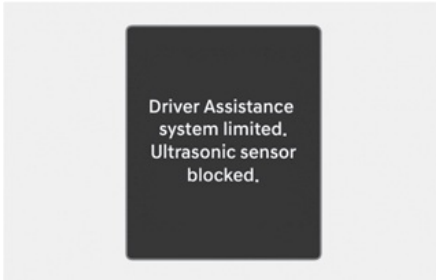 Driver Assistance
system limited.
Ultrasonic sensor
blocked.